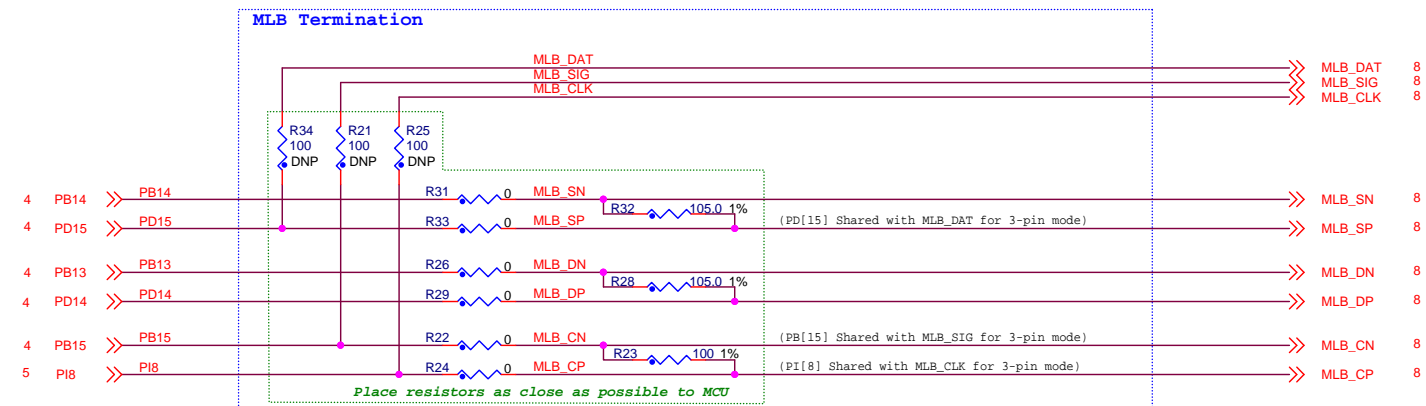 MLB Termination
MLB_DAT MLB_DAT 8
MLB_SIG MLB_SIG 8
MLB_CLK MLB_CLK 8
R34 R21 R25
100 100 100
DNP DNP DNP
4 PB14 PB14 R31 0 MLB_SN MLB_SN 8
R32 105.0 1%
4 PD15 PD15 R33 0 MLB_SP (PD[15] Shared with MLB_DAT for 3-pin mode) MLB_SP 8
4 PB13 PB13 R26 0 MLB_DN MLB_DN 8
R28 105.0 1%
4 PD14 PD14 R29 0 MLB_DP MLB_DP 8
4 PB15 PB15 R22 0 MLB_CN (PB[15] Shared with MLB_SIG for 3-pin mode) MLB_CN 8
R23 100 1%
5 PI8 PI8 R24 0 MLB_CP (PI[8] Shared with MLB_CLK for 3-pin mode) MLB_CP 8
Place resistors as close as possible to MCU